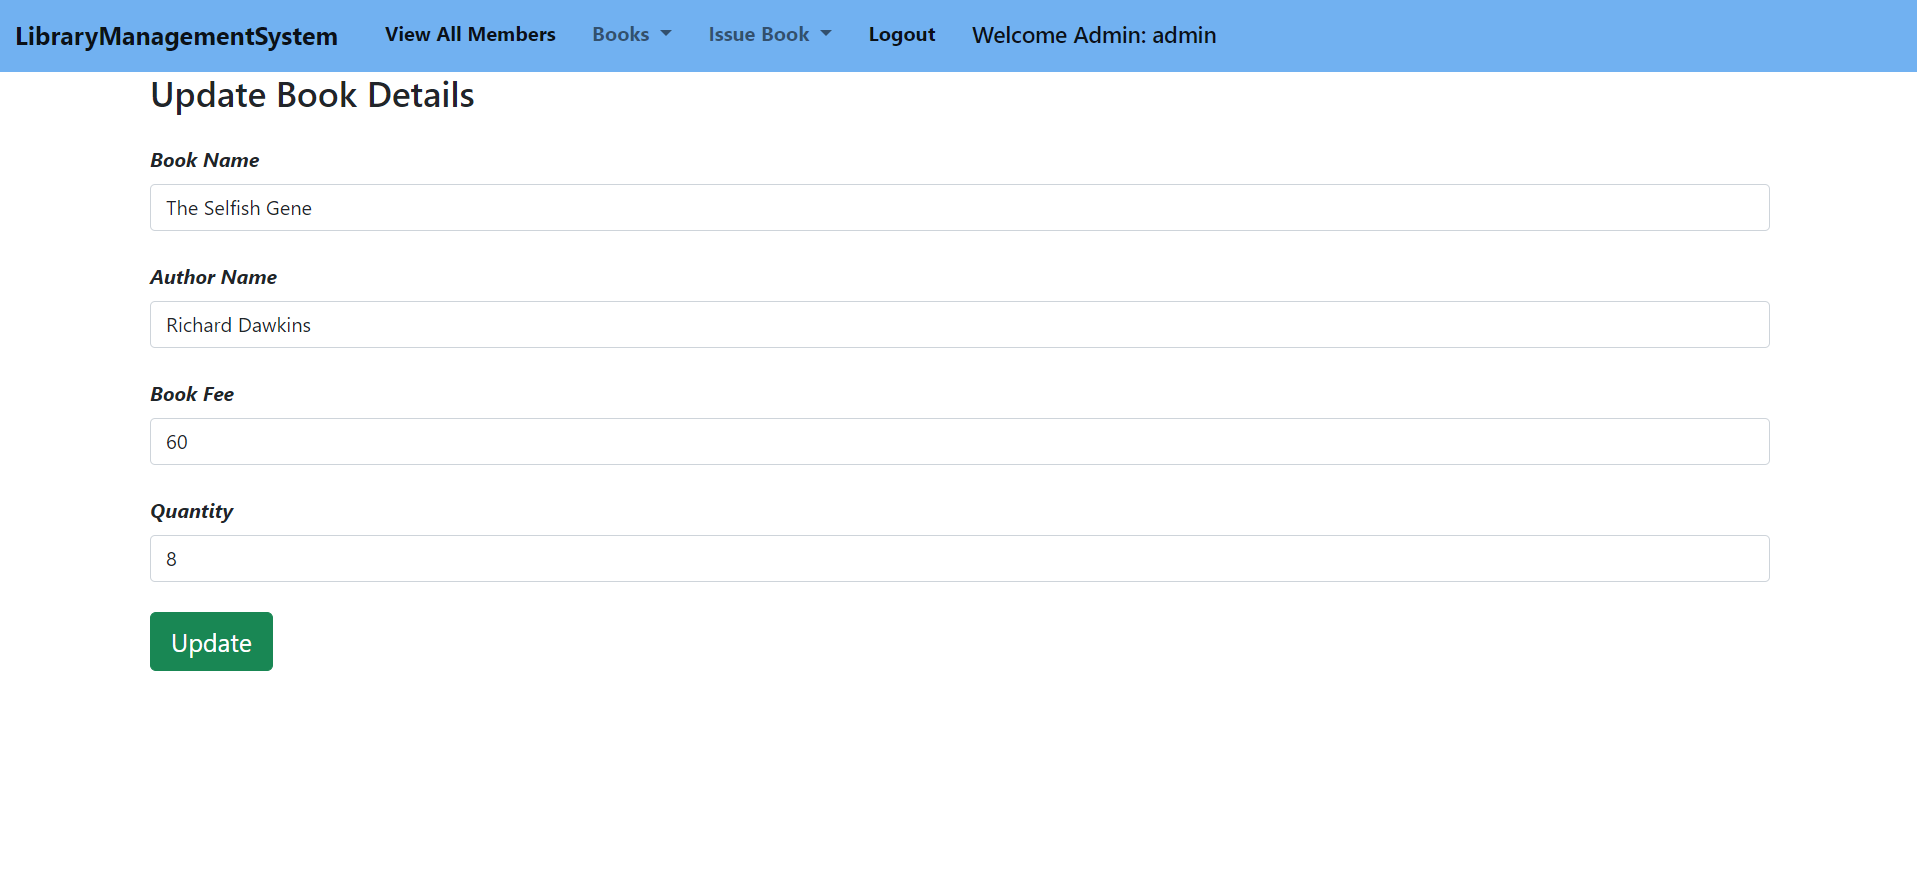 LibraryManagementSystem View All Members Books Issue Book Logout Welcome Admin: admin
Update Book Details
Book Name
The Selfish Gene
Author Name
Richard Dawkins
Book Fee
60
Quantity
8
Update